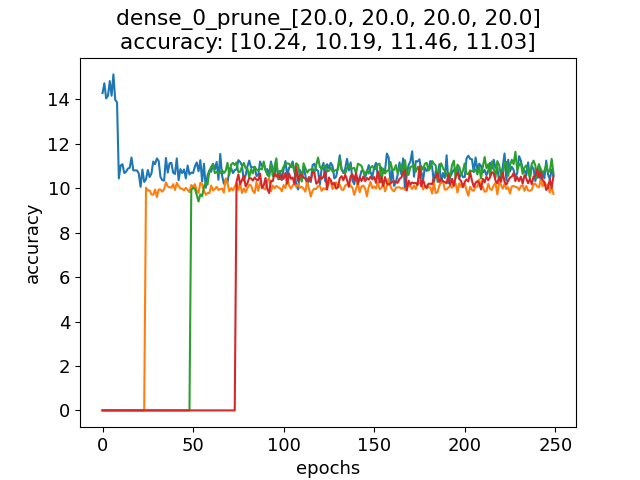 dense_0_prune_[20.0, 20.0, 20.0, 20.0]
accuracy: [10.24, 10.19, 11.46, 11.03]
14
12
10
8
6
4
2
0
accuracy
0 50 100 150 200 250
epochs